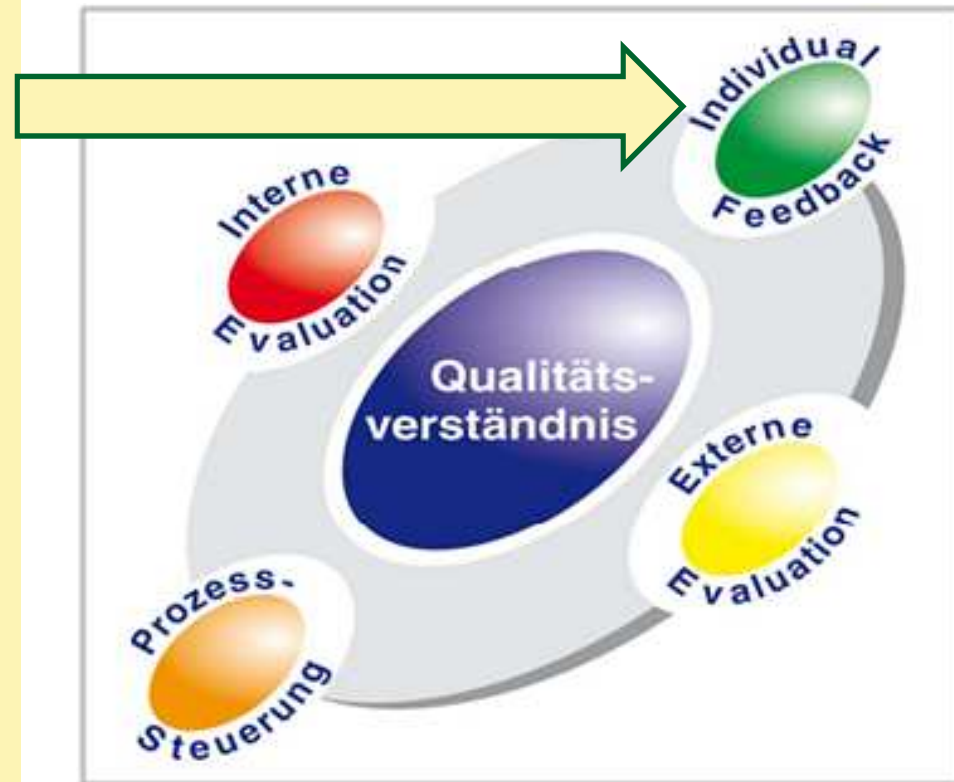 Individual
Feedback
Interne
Evaluation
Qualitäts-
verständnis
Externe
Evaluation
Prozess-
Steuerung